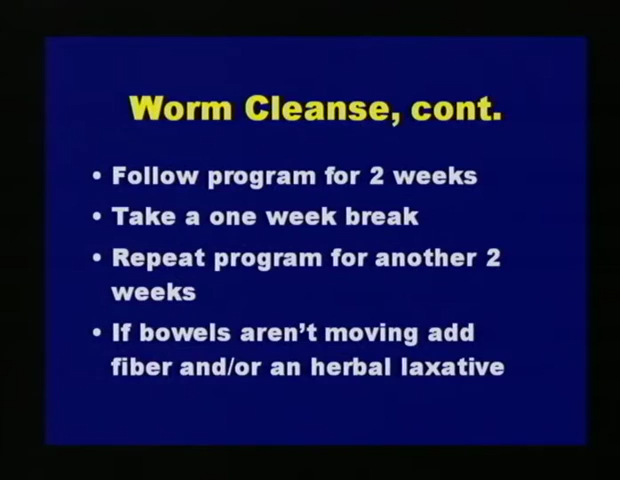 Worm Cleanse, cont.
• Follow program for 2 weeks
• Take a one week break
• Repeat program for another 2
weeks
• If bowels aren't moving add
fiber and/or an herbal laxative